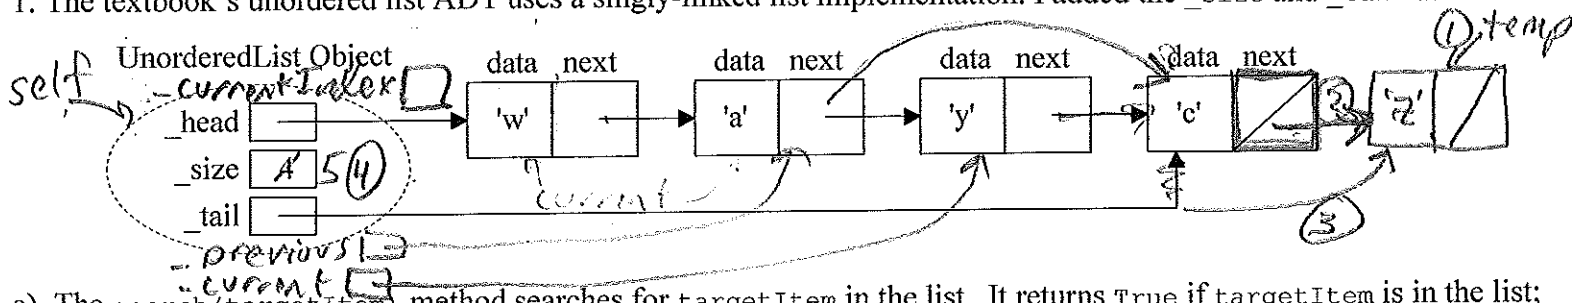 1. The textbook's unordered list ADT uses a singly-linked list implementation. I added the _size and
① temp
UnorderedList Object
data next data next data next data next
self
_currentIndex
_head 'w' 'a' 'y' 'c' ② 'z'
_size 4 5 ④
current
_tail
③
_previous
_current
a) The search(targetItem) method searches for targetItem in the list. It returns True if targetItem is in the list;